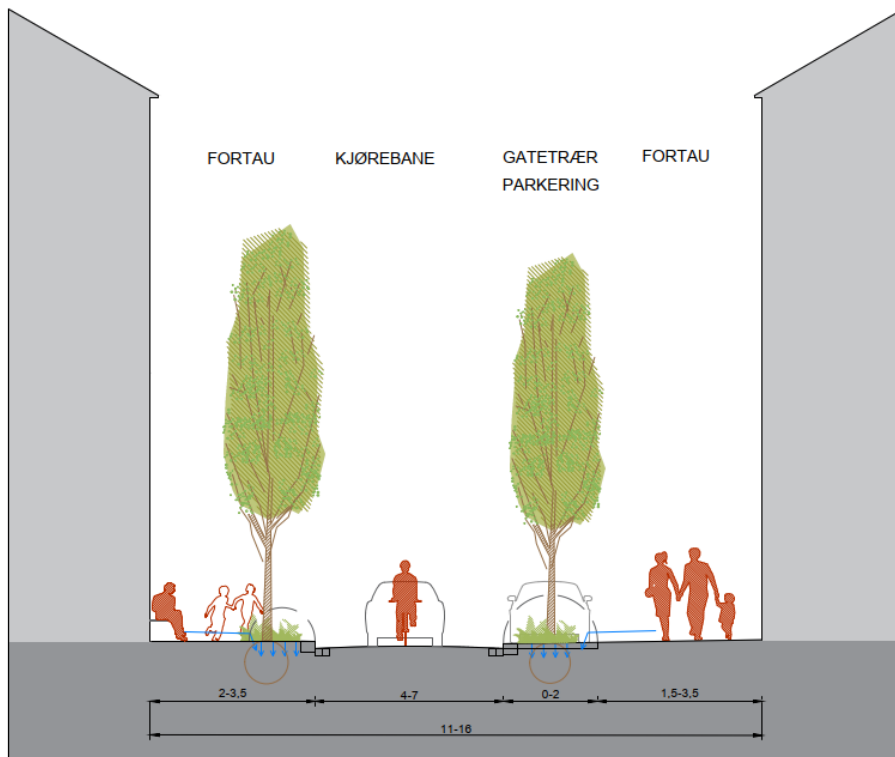 FORTAU
KJØREBANE
GATETRÆR
PARKERING
FORTAU
2-3,5
4-7
0-2
1,5-3,5
11-16